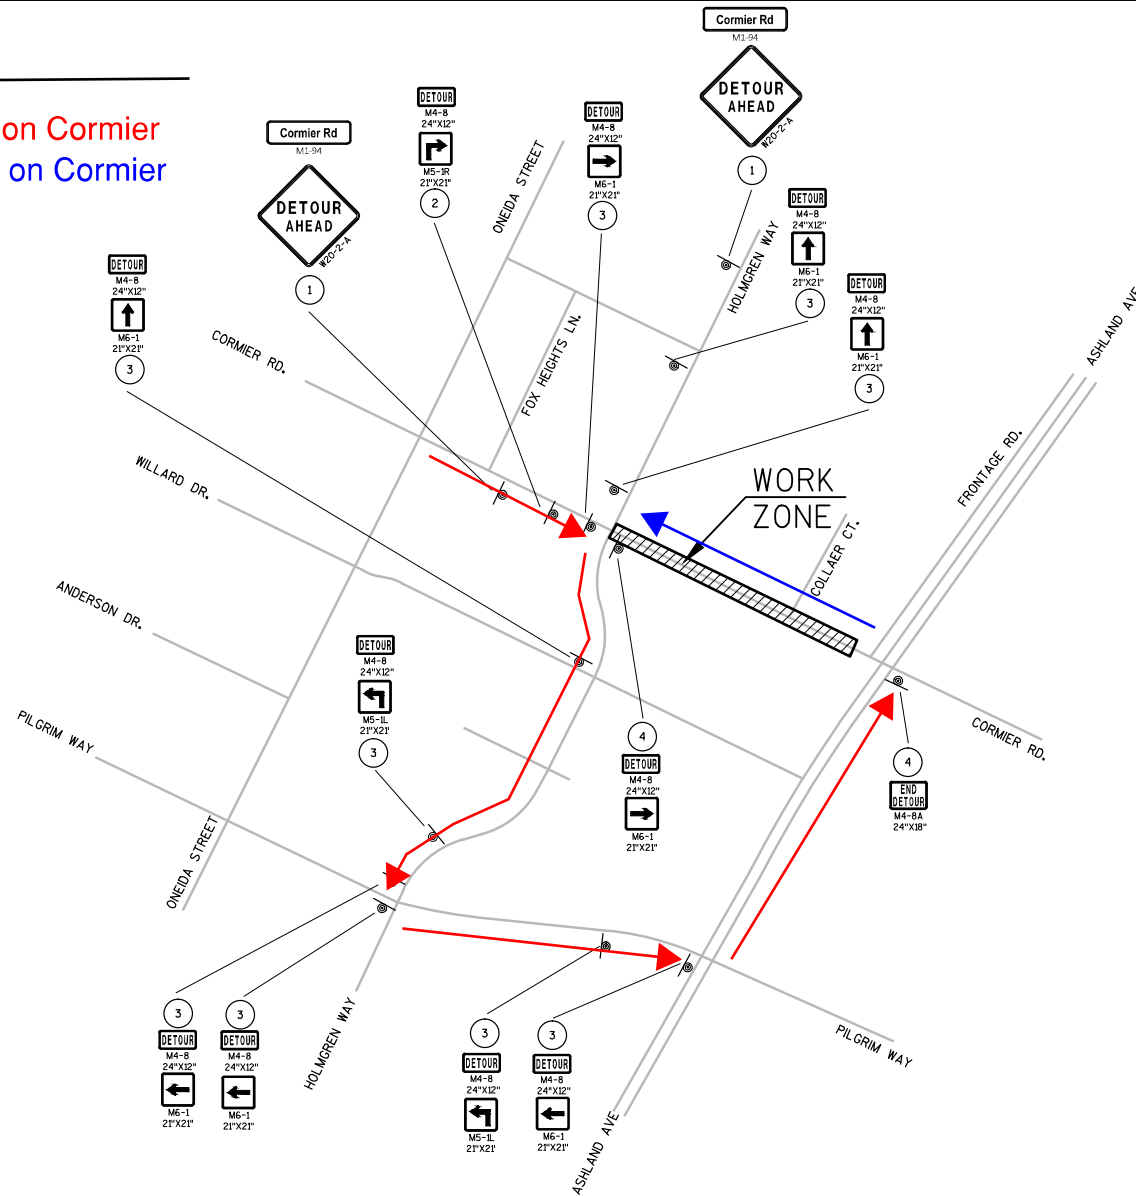 on Cormier
on Cormier
Cormier Rd
M1-94
DETOUR
AHEAD
W20-2-A
1
Cormier Rd
M1-94
DETOUR
AHEAD
W20-2-A
1
DETOUR
M4-8
24"X12"
M5-1R
21"X21"
2
DETOUR
M4-8
24"X12"
M6-1
21"X21"
3
DETOUR
M4-8
24"X12"
M6-1
21"X21"
3
DETOUR
M4-8
24"X12"
M6-1
21"X21"
3
DETOUR
M4-8
24"X12"
M6-1
21"X21"
3
ONEIDA STREET
HOLMGREN WAY
ASHLAND AVE
CORMIER RD.
FOX HEIGHTS LN.
FRONTAGE RD.
WILLARD DR.
WORK
ZONE
COLLAER CT.
ANDERSON DR.
DETOUR
M4-8
24"X12"
M5-1L
21"X21'
3
PILGRIM WAY
4
DETOUR
M4-8
24"X12"
M6-1
21"X21"
CORMIER RD.
4
END
DETOUR
M4-8A
24"X18"
ONEIDA STREET
3
DETOUR
M4-8
24"X12"
M6-1
21"X21"
3
DETOUR
M4-8
24"X12"
M6-1
21"X21"
HOLMGREN WAY
3
DETOUR
M4-8
24"X12"
M5-1L
21"X21'
3
DETOUR
M4-8
24"X12"
M6-1
21"X21"
PILGRIM WAY
ASHLAND AVE